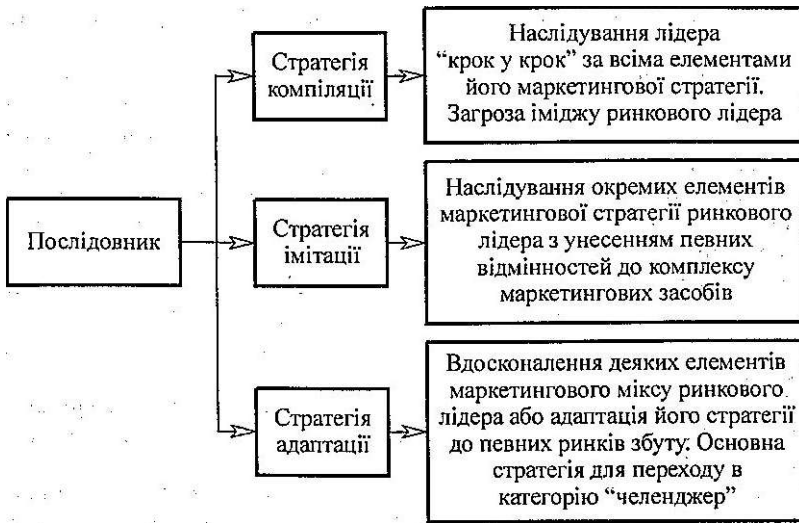 Послідовник
Стратегія
компіляції
Наслідування лідера
“крок у крок” за всіма елементами
його маркетингової стратегії.
Загроза іміджу ринкового лідера
Стратегія
імітації
Наслідування окремих елементів
маркетингової стратегії ринкового
лідера з унесенням певних
відмінностей до комплексу
маркетингових засобів
Стратегія
адаптації
Вдосконалення деяких елементів
маркетингового міксу ринкового
лідера або адаптація його стратегії
до певних ринків збуту. Основна
стратегія для переходу в
категорію “челенджер”